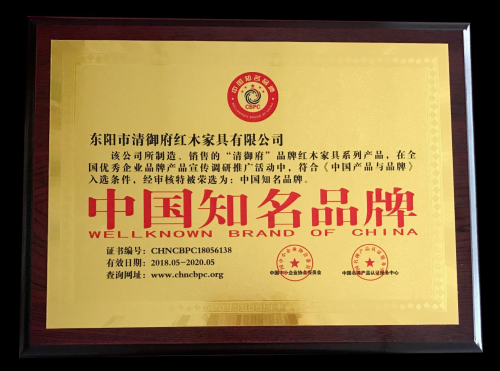 中国知名品牌
CBPC
东阳市清御府红木家具有限公司
该公司所制造、销售的“清御府”品牌红木家具系列产品，在全
国优秀企业品牌产品宣传调研推广活动中，符合《中国产品与品牌》
入选条件，经审核特被荣选为：中国知名品牌。
中国知名品牌
WELLKNOWN BRAND OF CHINA
证书编号：CHNCBPC18056138
有效日期：2018.05-2020.05
查询网址：www.chncbpc.org